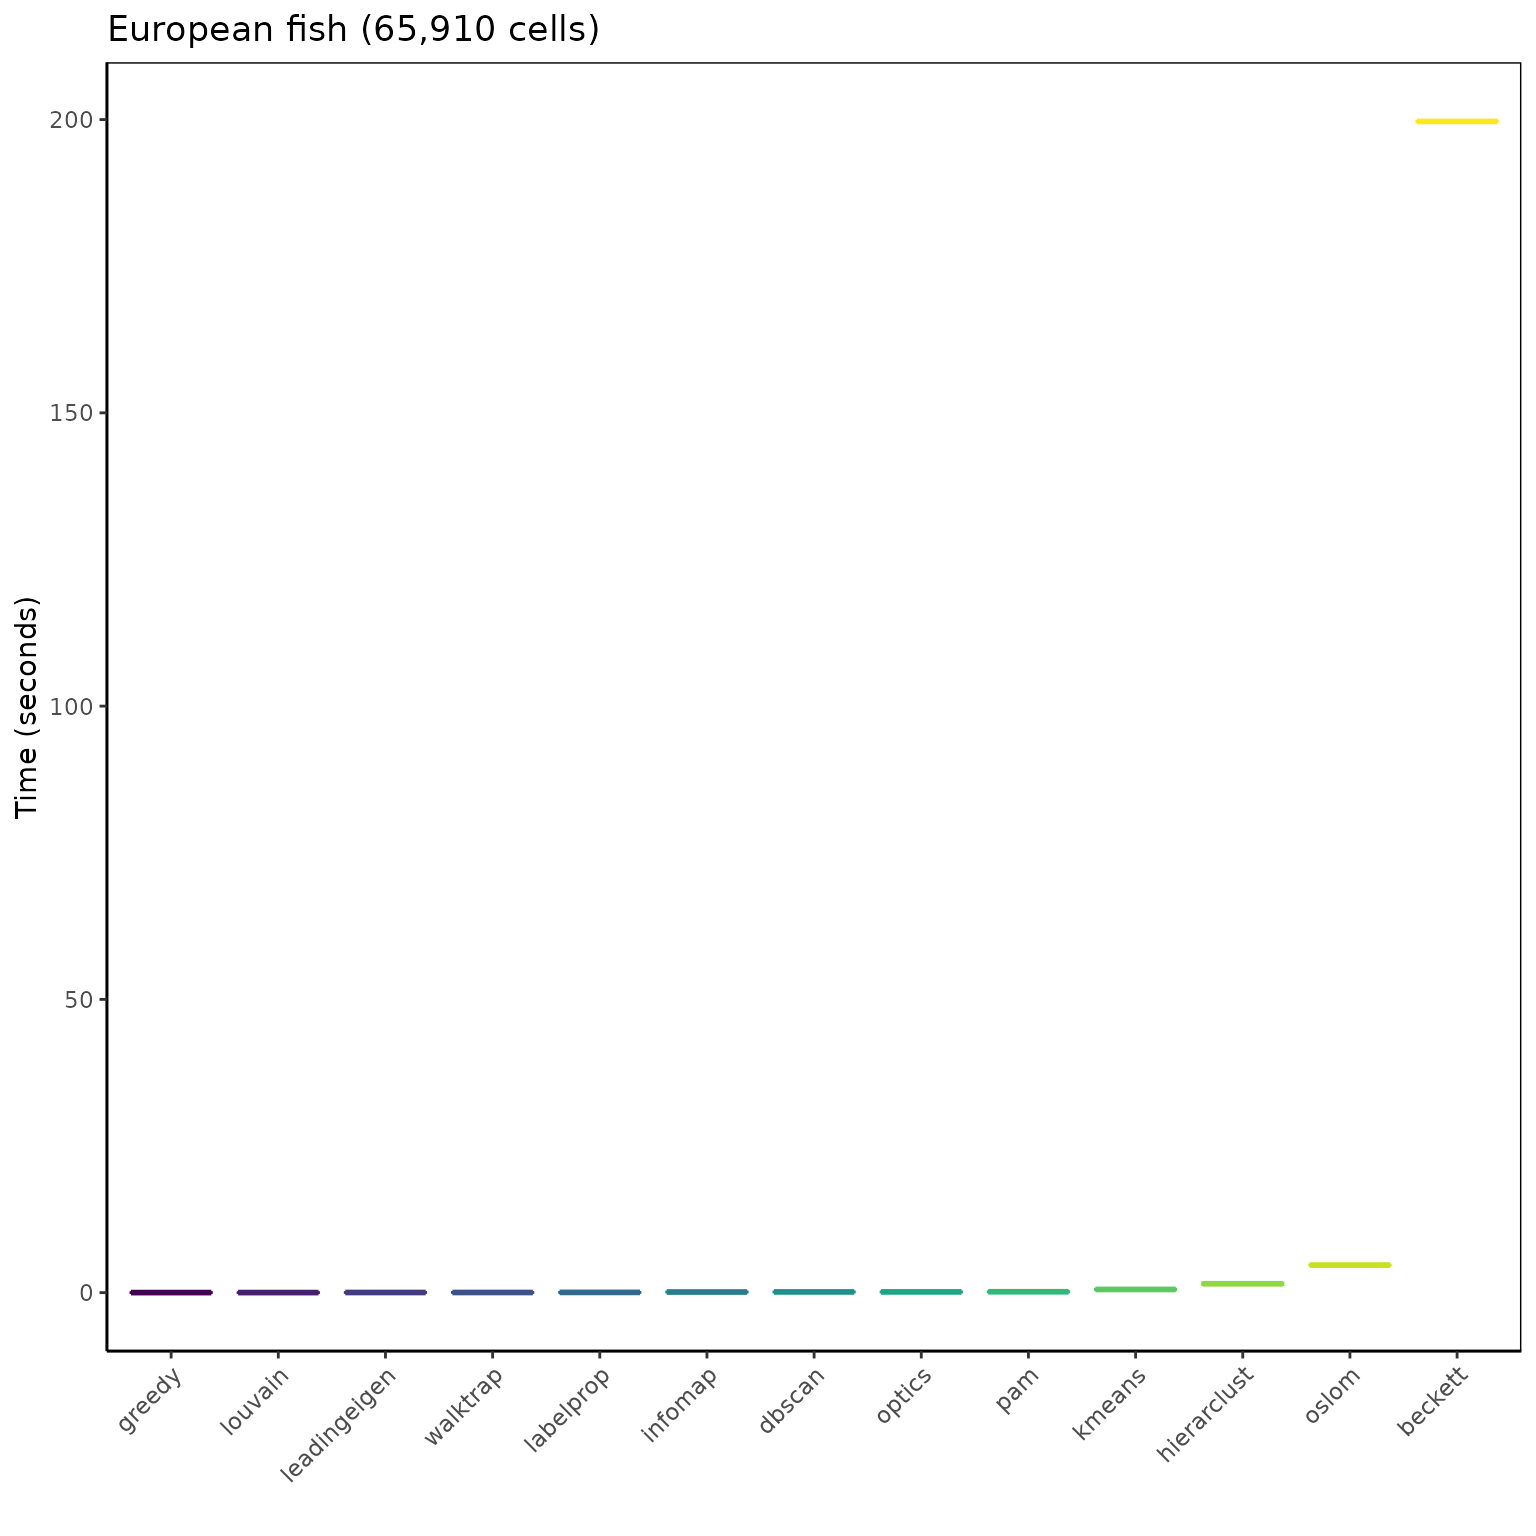 European fish (65,910 cells)
Time (seconds)
200
150
100
50
0
greedy
louvain
leadingeigen
walktrap
labelprop
infomap
dbscan
optics
pam
kmeans
hierarclust
oslom
beckett